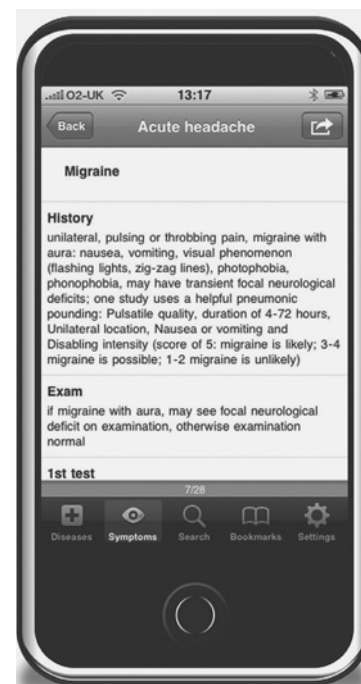 O2-UK 13:17
Back Acute headache
Migraine
History
unilateral, pulsing or throbbing pain, migraine with
aura: nausea, vomiting, visual phenomenon
(flashing lights, zig-zag lines), photophobia,
phonophobia, may have transient focal neurological
deficits; one study uses a helpful pneumonic
pounding: Pulsatile quality, duration of 4-72 hours,
Unilateral location, Nausea or vomiting and
Disabling intensity (score of 5: migraine is likely; 3-4
migraine is possible; 1-2 migraine is unlikely)
Exam
if migraine with aura, may see focal neurological
deficit on examination, otherwise examination
normal
1st test
7/28
Diseases Symptoms Search Bookmarks Settings